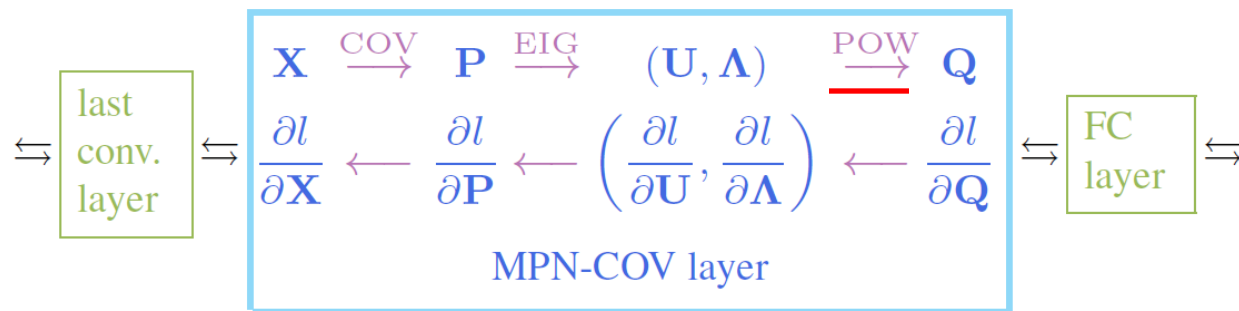 last
conv.
layer
X COV⟶ P EIG⟶ (U, Λ) POW⟶ Q
∂l/∂X ⟵ ∂l/∂P ⟵ (∂l/∂U, ∂l/∂Λ) ⟵ ∂l/∂Q
MPN-COV layer
FC
layer